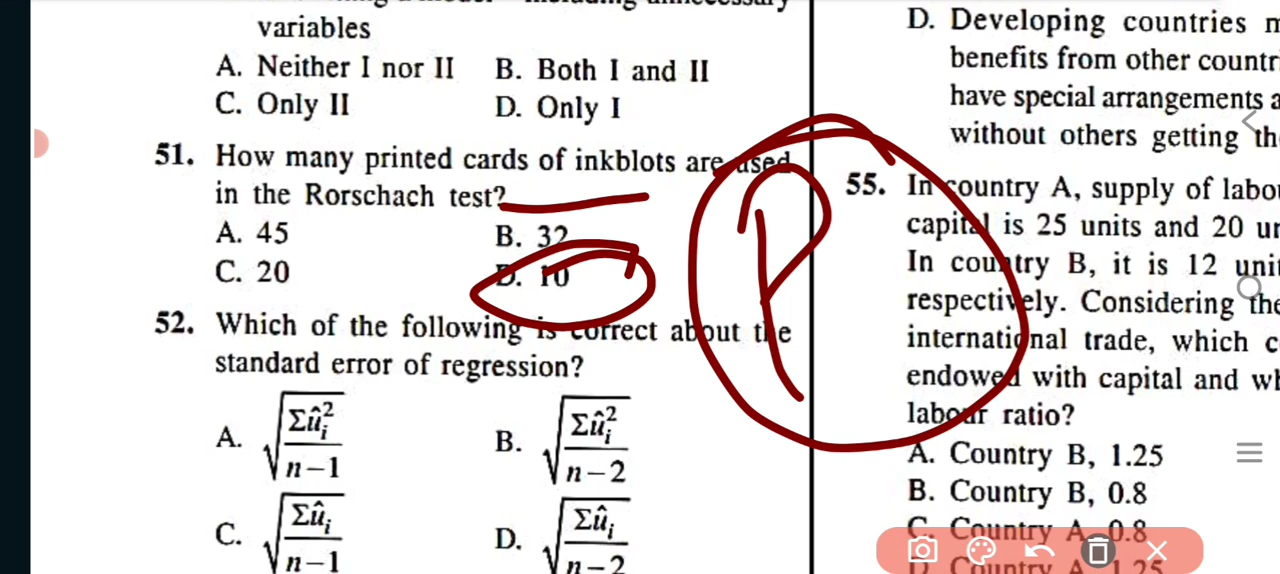 variables
A. Neither I nor II B. Both I and II
C. Only II D. Only I
51. How many printed cards of inkblots are used
in the Rorschach test?
A. 45 B. 32
C. 20 D. 10
52. Which of the following is correct about the
standard error of regression?
A. √(Σû²ᵢ/n−1) B. √(Σû²ᵢ/n−2)
C. √(Σûᵢ/n−1) D. √(Σûᵢ/n−2)
P
D. Developing countries
benefits from other
have special arrangements
without others getting
55. In country A, supply of
capital is 25 units and 20
In country B, it is 12
respectively. Considering the
international trade, which
endowed with capital and
labour ratio?
A. Country B, 1.25
B. Country B, 0.8
C. Country A, 0.8
D. Country A, 1.25